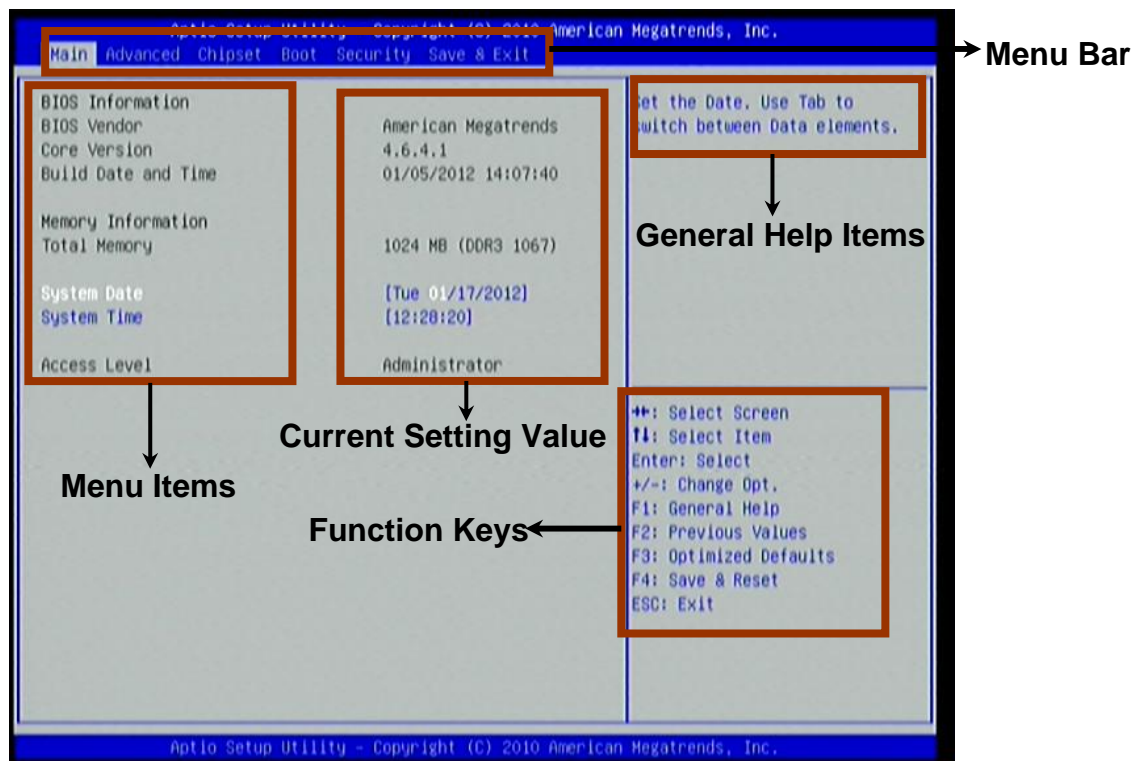 Aptio Setup Utility - Copyright (C) 2010 American Megatrends, Inc.
Main Advanced Chipset Boot Security Save & Exit
Menu Bar
BIOS Information
BIOS Vendor American Megatrends
Core Version 4.6.4.1
Build Date and Time 01/05/2012 14:07:40
Memory Information
Total Memory 1024 MB (DDR3 1067)
System Date [Tue 01/17/2012]
System Time [12:28:20]
Access Level Administrator
Set the Date. Use Tab to
switch between Data elements.
General Help Items
Current Setting Value
Menu Items
Function Keys
→←: Select Screen
↑↓: Select Item
Enter: Select
+/-: Change Opt.
F1: General Help
F2: Previous Values
F3: Optimized Defaults
F4: Save & Reset
ESC: Exit
Aptio Setup Utility - Copyright (C) 2010 American Megatrends, Inc.